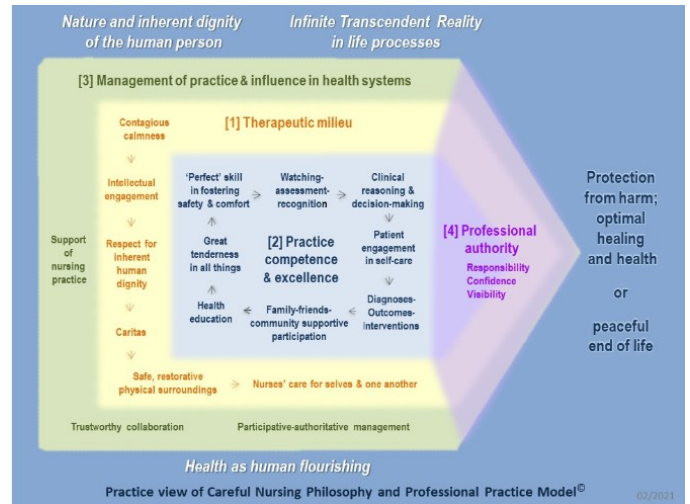 Nature and inherent dignity
of the human person
Infinite Transcendent Reality
in life processes
[3] Management of practice & influence in health systems
Contagious
calmness
[1] Therapeutic milieu
Intellectual
engagement
Respect for
inherent
human
dignity
Caritas
Safe, restorative
physical surroundings
Nurses' care for selves & one another
'Perfect' skill
in fostering
safety & comfort
Watching-
assessment-
recognition
Clinical
reasoning &
decision-making
Great
tenderness
in all things
[2] Practice
competence
& excellence
Patient
engagement
in self-care
Health
education
Family-friends-
community supportive
participation
Diagnoses-
Outcomes-
Interventions
Support
of
nursing
practice
[4] Professional
authority
Responsibility
Confidence
Visibility
Protection
from harm;
optimal
healing
and health
or
peaceful
end of life
Trustworthy collaboration
Participative-authoritative management
Health as human flourishing
Practice view of Careful Nursing Philosophy and Professional Practice Model©
02/2021